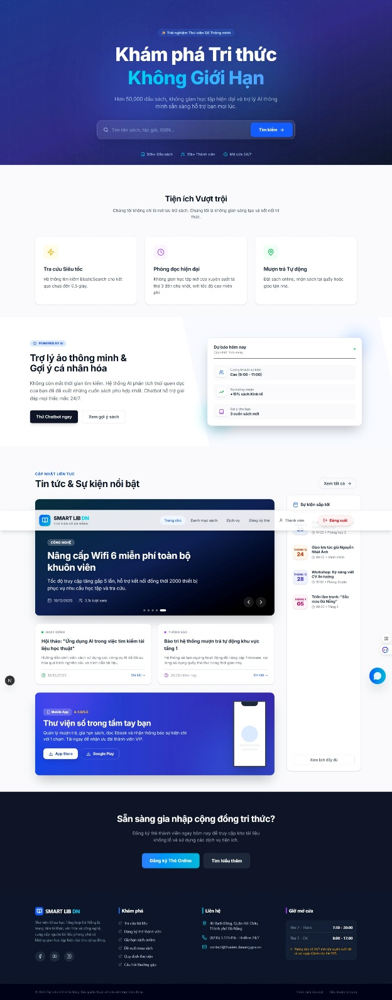 Trải nghiệm Thư viện Số Thông minh
Khám phá Tri thức
Không Giới Hạn
Hơn 50,000 đầu sách, không gian học tập hiện đại và trợ lý AI thông
minh sẵn sàng hỗ trợ bạn mọi lúc.
Tìm tên sách, tác giả, ISBN...
Tìm kiếm →
50k+ Đầu sách
15k+ Thành viên
Mở cửa 24/7
Tiện ích Vượt trội
Chúng tôi không chỉ là nơi lưu trữ sách. Chúng tôi là không gian sáng tạo và kết nối tri
thức.
Tra cứu Siêu tốc
Hệ thống tìm kiếm ElasticSearch cho kết
quả chưa đến 0.5 giây.
Phòng đọc hiện đại
Không gian học tập mở cửa xuyên suốt từ
thứ 3 đến chủ nhật, wifi tốc độ cao miễn
phí.
Mượn trả Tự động
Đặt sách online, nhận sách tại quầy hoặc
giao tận nhà.
POWERED BY AI
Trợ lý ảo thông minh &
Gợi ý cá nhân hóa
Không còn mất thời gian tìm kiếm. Hệ thống AI phân tích thói quen đọc
của bạn để đề xuất những cuốn sách phù hợp nhất. Chatbot hỗ trợ giải
đáp mọi thắc mắc 24/7.
Thử Chatbot ngay
Xem gợi ý sách
Dự báo hôm nay
Cập nhật: Vừa xong
Lượng khách dự kiến
Cao (9:00 - 11:00)
Xu hướng mượn
+15% sách Kinh tế
Gợi ý cho bạn
3 cuốn sách mới
CẬP NHẬT LIÊN TỤC
Tin tức & Sự kiện nổi bật
Xem tất cả →
Sự kiện sắp tới
SMART LIB DN
THƯ VIỆN SỐ ĐÀ NẴNG
Trang chủ
Danh mục sách
Dịch vụ
Đăng ký thẻ
Thành viên
Đăng xuất
14:00 • Phòng học 3
CÔNG NGHỆ
Nâng cấp Wifi 6 miễn phí toàn bộ
khuôn viên
Tốc độ truy cập tăng gấp 5 lần, hỗ trợ kết nối đồng thời 2000 thiết bị
phục vụ nhu cầu học tập và tra cứu.
10/12/2025
3.1k lượt xem
THÁNG 12
24
Giao lưu tác giả Nguyễn
Nhật Ánh
08:00 • Sảnh chính
THÁNG 12
28
Workshop: Kỹ năng viết
CV ấn tượng
15:30 • Phòng Studio
THÁNG 1
05
Triển lãm tranh: "Sắc
màu Đà Nẵng"
09:00 • Tầng 3
HOẠT ĐỘNG
Hội thảo: "Ứng dụng AI trong việc tìm kiếm tài
liệu học thuật"
Hướng dẫn sinh viên cách sử dụng các công cụ AI để tối ưu
hóa quá trình nghiên cứu và trích dẫn tài liệu.
18/12/2025
Chi tiết →
THÔNG BÁO
Bảo trì hệ thống mượn trả tự động khu vực
tầng 1
Hệ thống sẽ tạm ngưng hoạt động để nâng cấp firmware, vui
lòng sử dụng quầy thủ thư trong thời gian này.
20:00 Hôm nay
Chi tiết →
Mobile App
★ 4.9/5.0
Thư viện số trong tầm tay bạn
Quản lý mượn trả, gia hạn sách, đọc Ebook và nhận thông báo sự kiện chỉ
với 1 chạm. Tải ngay để nhận ưu đãi thành viên VIP.
App Store
Google Play
Xem lịch đầy đủ
N
Sẵn sàng gia nhập cộng đồng tri thức?
Đăng ký thẻ thành viên ngay hôm nay để truy cập kho tài liệu
khổng lồ và sử dụng các dịch vụ tiện ích.
Đăng ký Thẻ Online
Tìm hiểu thêm
SMART LIB DN
Thư viện Khoa học Tổng hợp Đà Nẵng là
trung tâm tri thức, văn hóa và công nghệ,
cung cấp nguồn tài liệu phong phú và
không gian học tập hiện đại cho cộng đồng.
Khám phá
Tra cứu tài liệu
Đăng ký thẻ thành viên
Gia hạn sách online
Đề xuất mua sách
Quy định thư viện
Câu hỏi thường gặp
Liên hệ
46 Bạch Đằng, Quận Hải Châu,
Thành phố Đà Nẵng
(0236) 3.123.456 - Hotline 24/7
contact@thuvien.danang.gov.vn
Giờ mở cửa
Thứ 2 - Thứ 6
7:30 - 20:00
Thứ 7 - CN
8:00 - 17:00
Phòng đọc số 24/7 mở cửa xuyên suốt tất
cả các ngày (Dành cho thẻ VIP).
Chính sách bảo mật
Điều khoản sử dụng